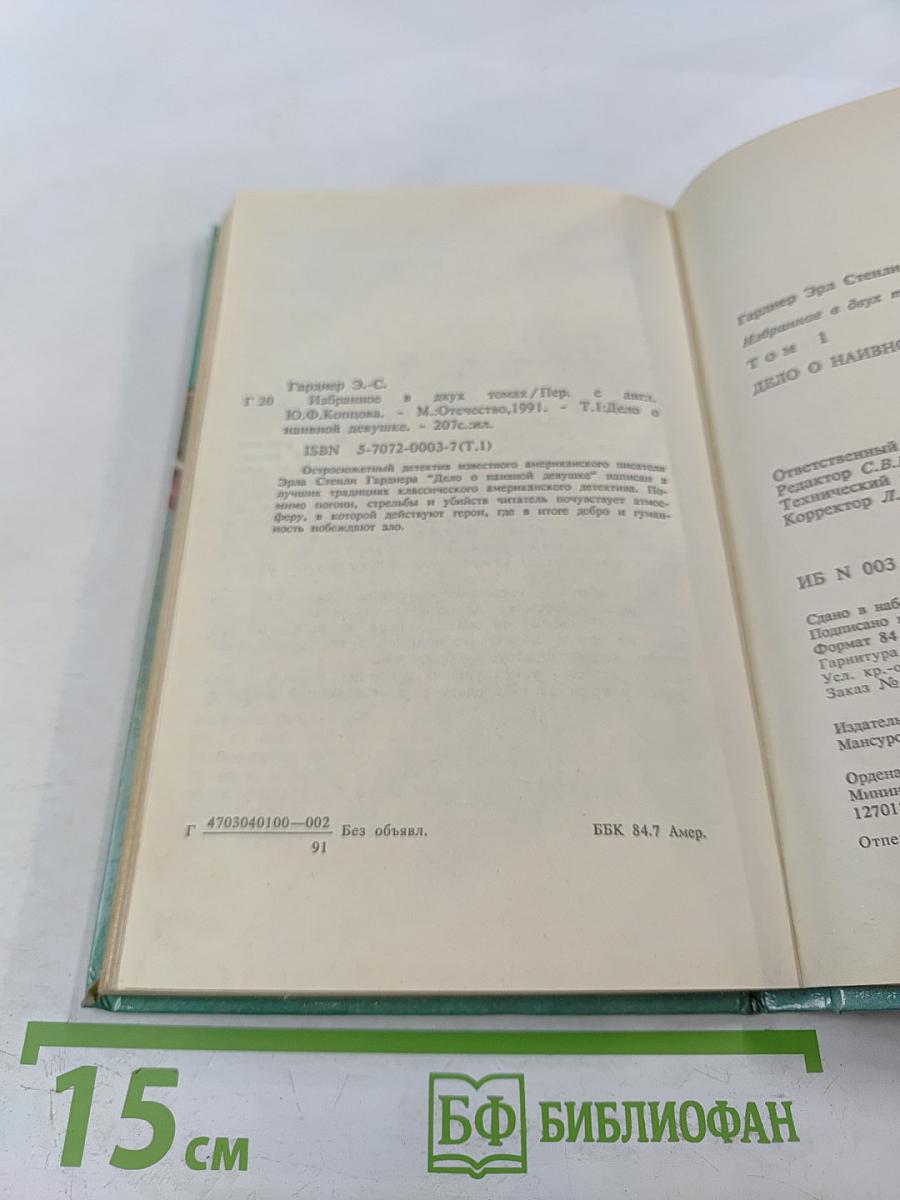 Гарднер Э.-С.
Г 20 Избранное в двух томах/Пер. с англ.
Ю.Ф.Копцова. - М.:Отечество,1991. - Т.1:Дело о
наивной девушке. - 207с.:ил.
ISBN 5-7072-0003-7(Т.1)
Остросюжетный детектив известного американского писателя
Эрла Стенли Гарднера "Дело о наивной девушке" написан в
лучших традициях классического американского детектива. По-
мимо погони, стрельбы и убийств читатель почувствует атмос-
феру, в которой действуют герои, где в итоге добро и гуман-
ность побеждают зло.
Г 4703040100—002
91
Без объявл.
ББК 84.7 Амер.
Гарднер Эрл Стенли
Избранное в двух т
ТОМ 1
ДЕЛО О НАИВНО
Ответственный
Редактор С.В.
Технический
Корректор Л.
ИБ N 003
Сдано в наб
Подписано
Формат 84
Гарнитура
Усл. кр.-о
Заказ №
Издатель
Мансуро
Ордена
Минин
12701
Отпе
15 см
БФ БИБЛИОФАН